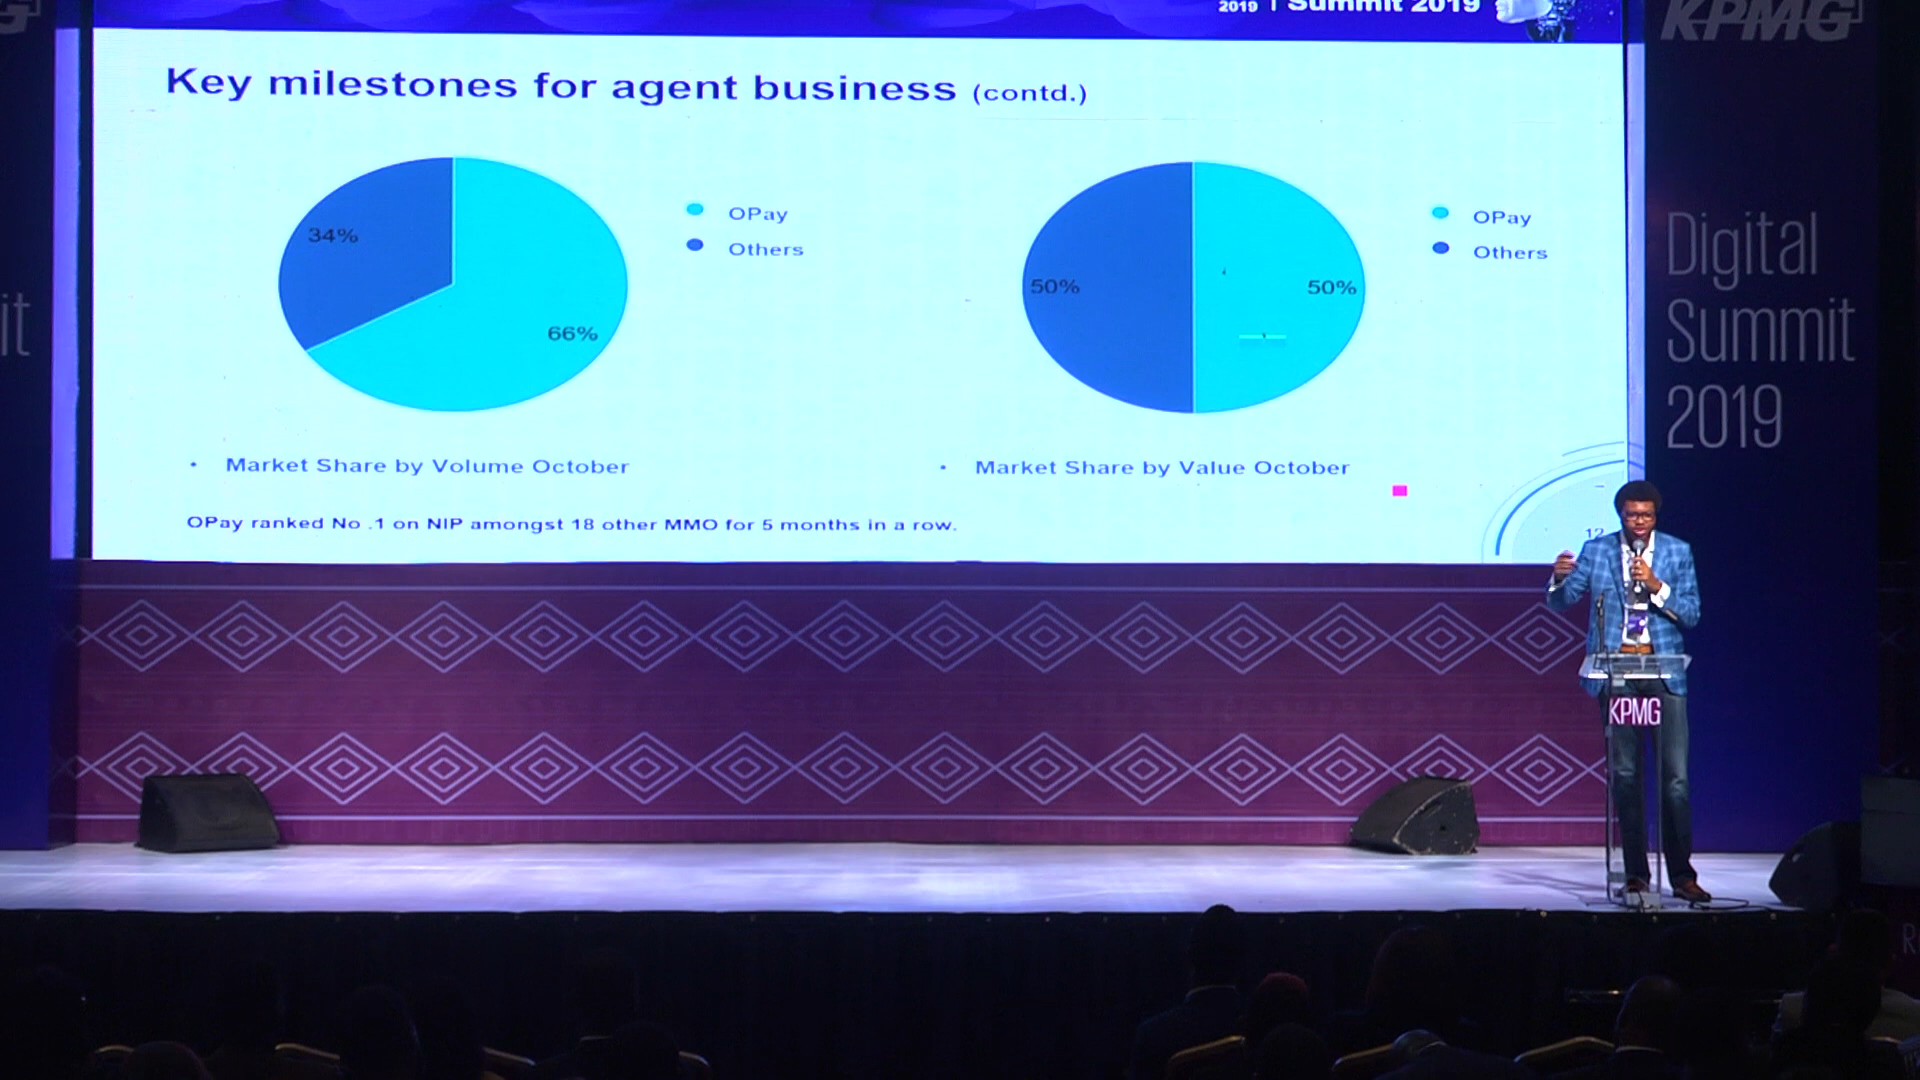 2019 | Summit 2019
KPMG
Key milestones for agent business (contd.)
34%
66%
OPay
Others
50%
50%
OPay
Others
Digital
Summit
2019
it
• Market Share by Volume October
• Market Share by Value October
OPay ranked No .1 on NIP amongst 18 other MMO for 5 months in a row.
12
KPMG
R